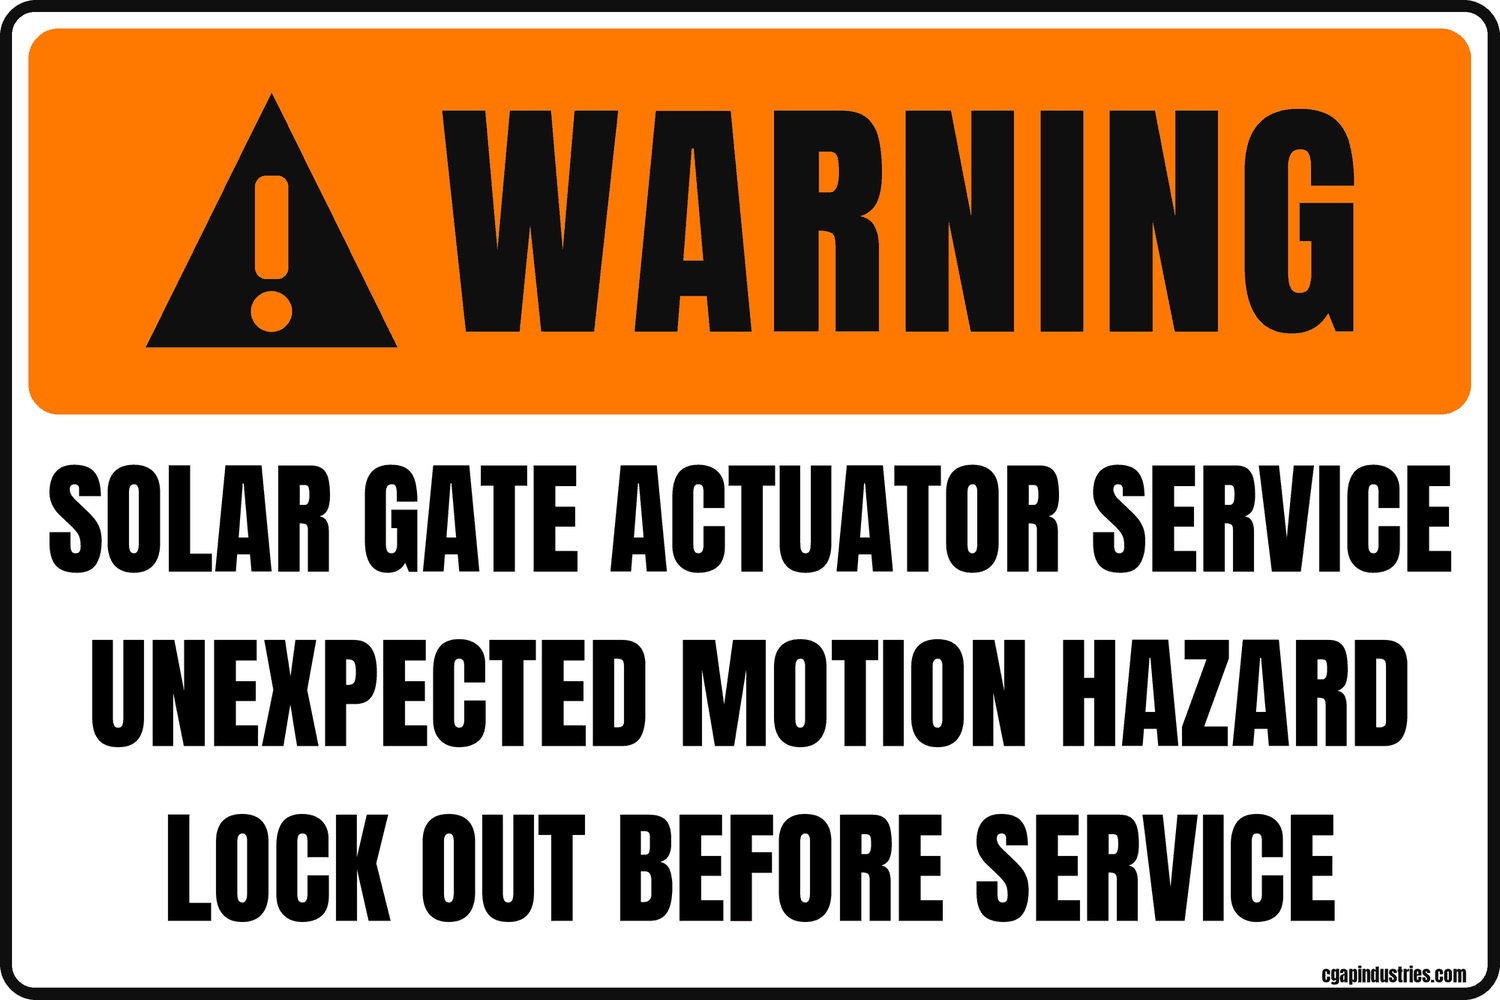 WARNING
SOLAR GATE ACTUATOR SERVICE
UNEXPECTED MOTION HAZARD
LOCK OUT BEFORE SERVICE
cgapindustries.com